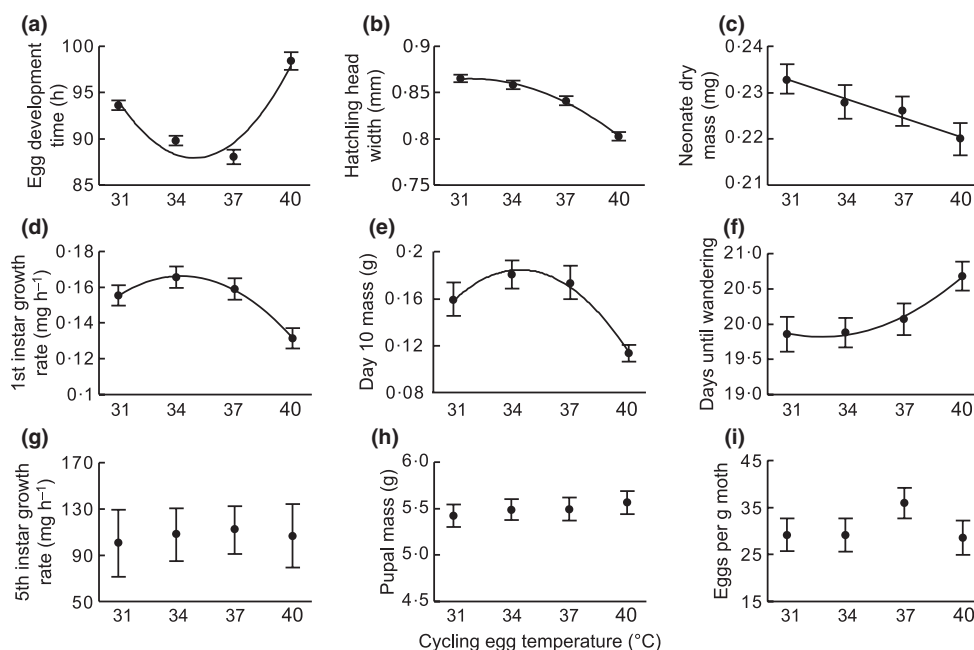 (a)
Egg development
time (h)
100
95
90
85
31 34 37 40
(b)
Hatchling head
width (mm)
0·9
0·85
0·8
0·75
31 34 37 40
(c)
Neonate dry
mass (mg)
0·24
0·23
0·22
0·21
31 34 37 40
(d)
1st instar growth
rate (mg h⁻¹)
0·18
0·16
0·14
0·12
0·1
31 34 37 40
(e)
Day 10 mass (g)
0·2
0·16
0·12
0·08
31 34 37 40
(f)
Days until wandering
21·0
20·5
20·0
19·5
19·0
31 34 37 40
(g)
5th instar growth
rate (mg h⁻¹)
170
130
90
50
31 34 37 40
(h)
Pupal mass (g)
6·0
5·5
5·0
4·5
31 34 37 40
(i)
Eggs per g moth
45
35
25
15
31 34 37 40
Cycling egg temperature (°C)